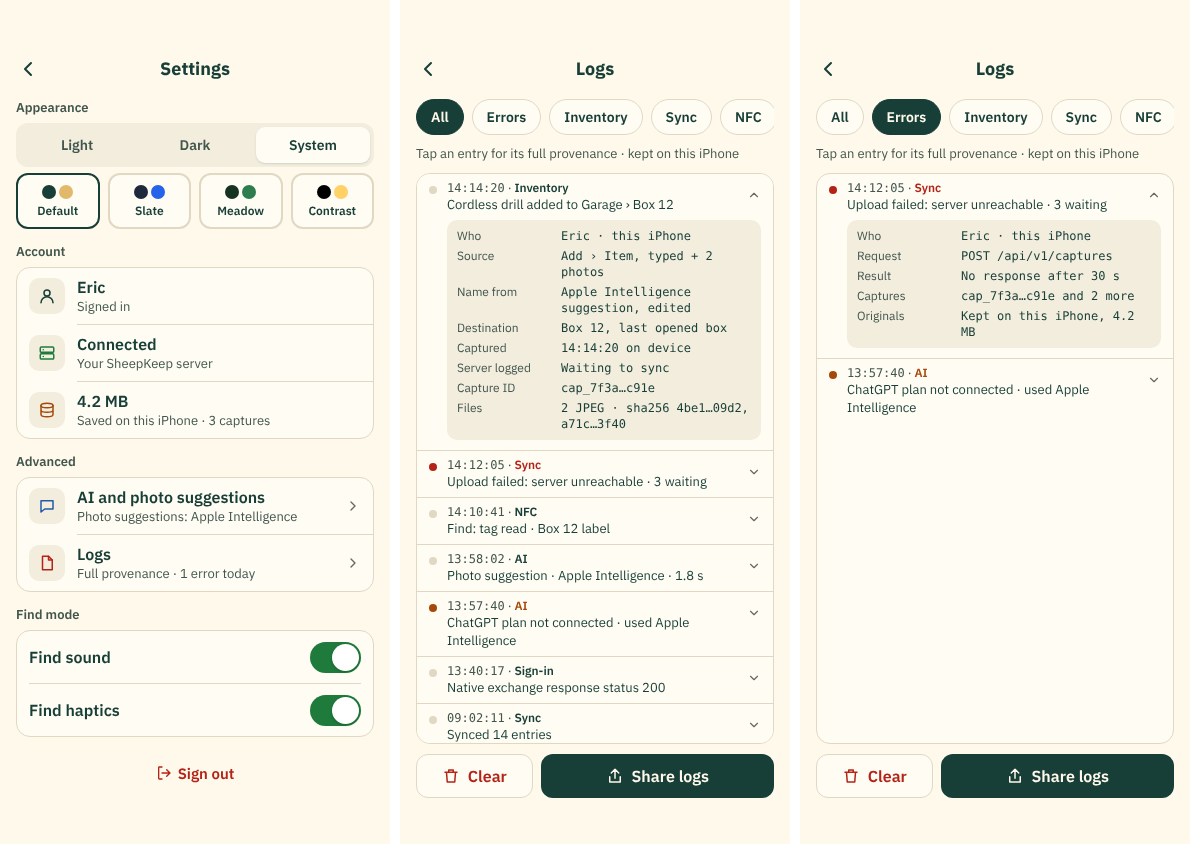 Settings
Appearance
Light
Dark
System
Default
Slate
Meadow
Contrast
Account
Eric
Signed in
Connected
Your SheepKeep server
4.2 MB
Saved on this iPhone · 3 captures
Advanced
AI and photo suggestions
Photo suggestions: Apple Intelligence
Logs
Full provenance · 1 error today
Find mode
Find sound
Find haptics
Sign out
Logs
All
Errors
Inventory
Sync
NFC
Tap an entry for its full provenance · kept on this iPhone
14:14:20 · Inventory
Cordless drill added to Garage › Box 12
Who Eric · this iPhone
Source Add › Item, typed + 2
photos
Name from Apple Intelligence
suggestion, edited
Destination Box 12, last opened box
Captured 14:14:20 on device
Server logged Waiting to sync
Capture ID cap_7f3a…c91e
Files 2 JPEG · sha256 4be1…09d2,
a71c…3f40
14:12:05 · Sync
Upload failed: server unreachable · 3 waiting
14:10:41 · NFC
Find: tag read · Box 12 label
13:58:02 · AI
Photo suggestion · Apple Intelligence · 1.8 s
13:57:40 · AI
ChatGPT plan not connected · used Apple
Intelligence
13:40:17 · Sign-in
Native exchange response status 200
09:02:11 · Sync
Synced 14 entries
Clear
Share logs
Logs
All
Errors
Inventory
Sync
NFC
Tap an entry for its full provenance · kept on this iPhone
14:12:05 · Sync
Upload failed: server unreachable · 3 waiting
Who Eric · this iPhone
Request POST /api/v1/captures
Result No response after 30 s
Captures cap_7f3a…c91e and 2 more
Originals Kept on this iPhone, 4.2
MB
13:57:40 · AI
ChatGPT plan not connected · used Apple
Intelligence
Clear
Share logs